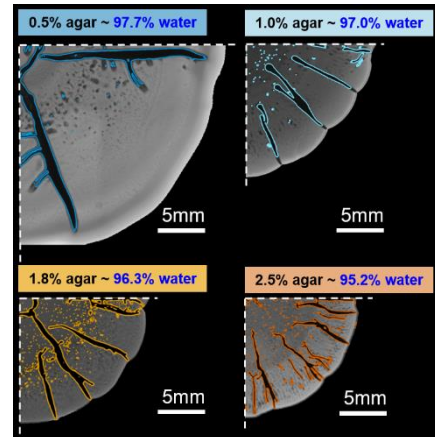 0.5% agar ~ 97.7% water
1.0% agar ~ 97.0% water
5mm
5mm
1.8% agar ~ 96.3% water
2.5% agar ~ 95.2% water
5mm
5mm